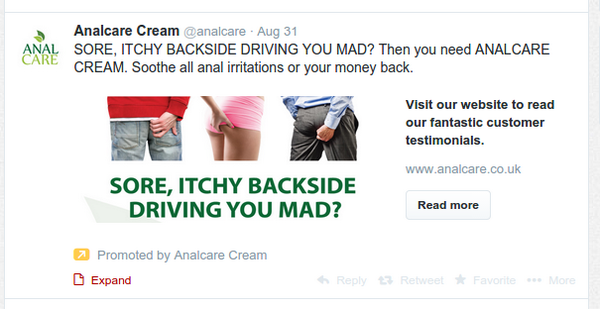 ANAL
CARE
Analcare Cream @analcare · Aug 31
SORE, ITCHY BACKSIDE DRIVING YOU MAD? Then you need ANALCARE
CREAM. Soothe all anal irritations or your money back.
SORE, ITCHY BACKSIDE
DRIVING YOU MAD?
Visit our website to read
our fantastic customer
testimonials.
www.analcare.co.uk
Read more
Promoted by Analcare Cream
Expand
Reply Retweet Favorite More